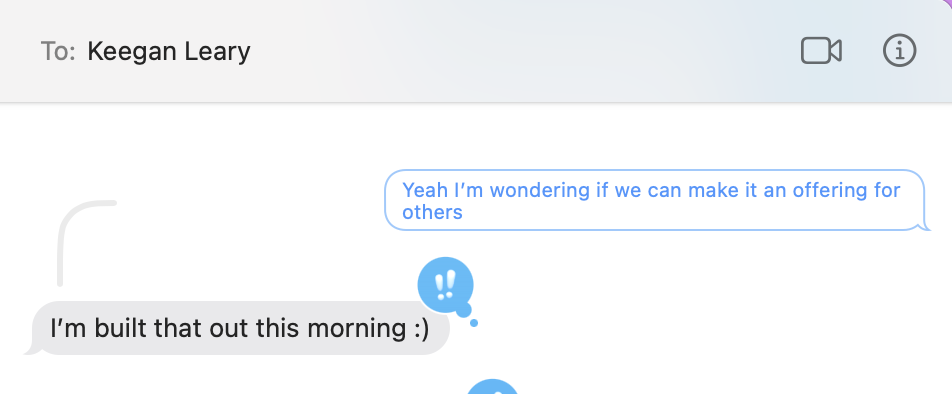 To: Keegan Leary
Yeah I’m wondering if we can make it an offering for
others
!!
I’m built that out this morning :)